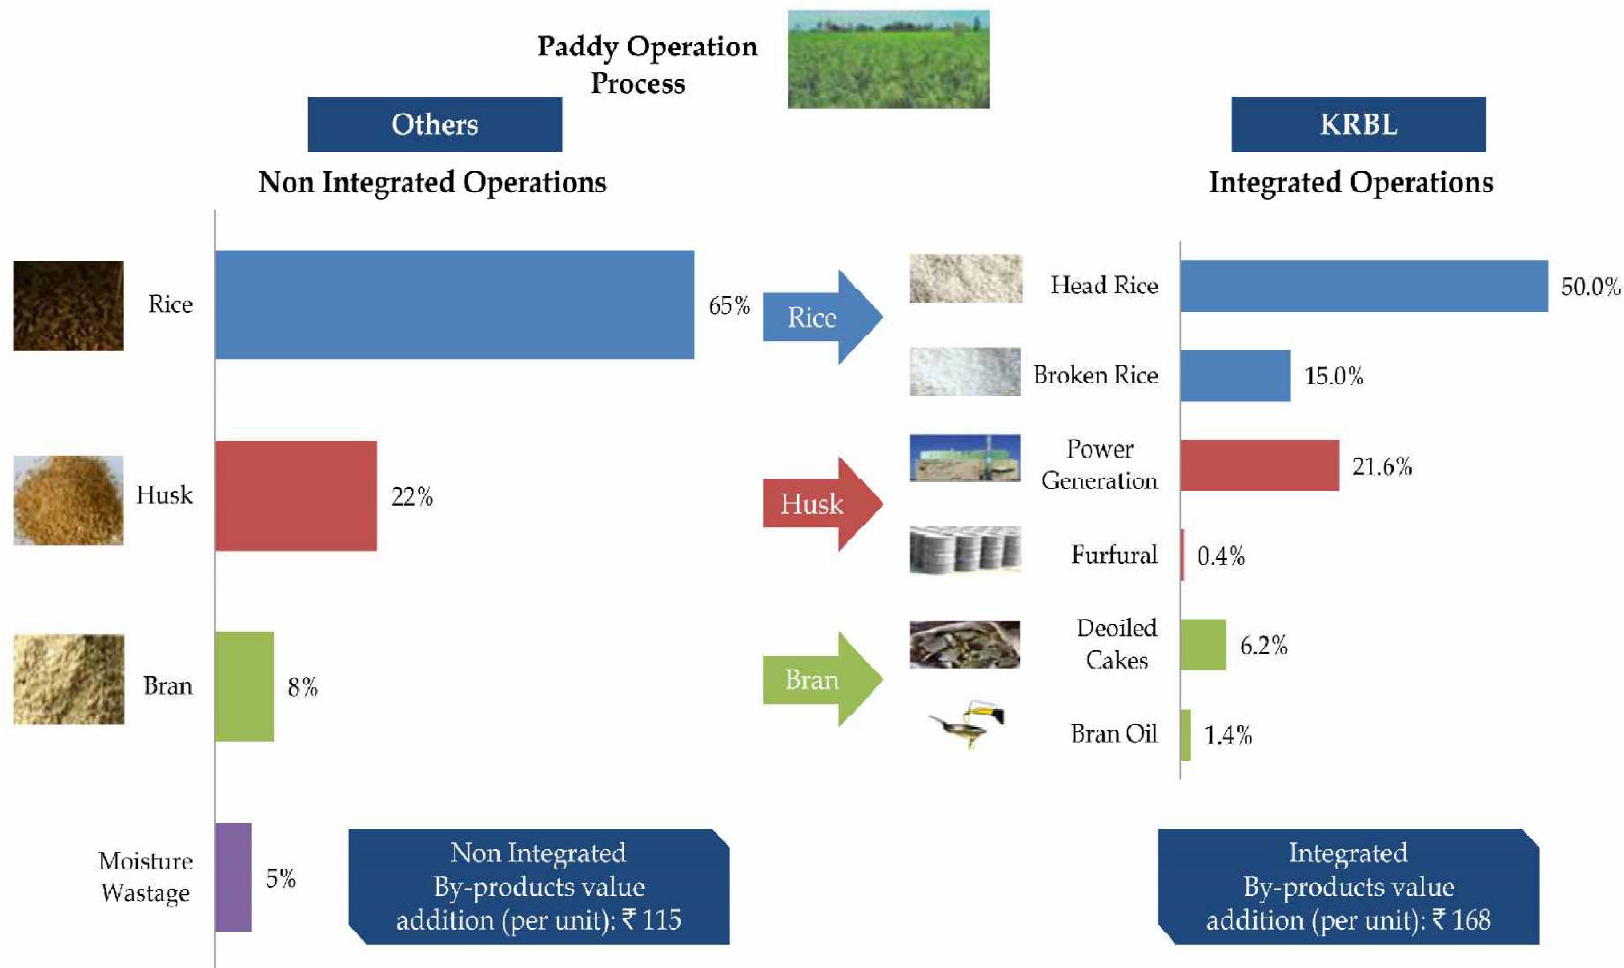 Paddy Operation
Process
Others
Non Integrated Operations
Rice
65%
Husk
22%
Bran
8%
Moisture
Wastage
5%
Non Integrated
By-products value
addition (per unit): ₹ 115
Rice
Husk
Bran
KRBL
Integrated Operations
Head Rice
50.0%
Broken Rice
15.0%
Power
Generation
21.6%
Furfural
0.4%
Deoiled
Cakes
6.2%
Bran Oil
1.4%
Integrated
By-products value
addition (per unit): ₹ 168